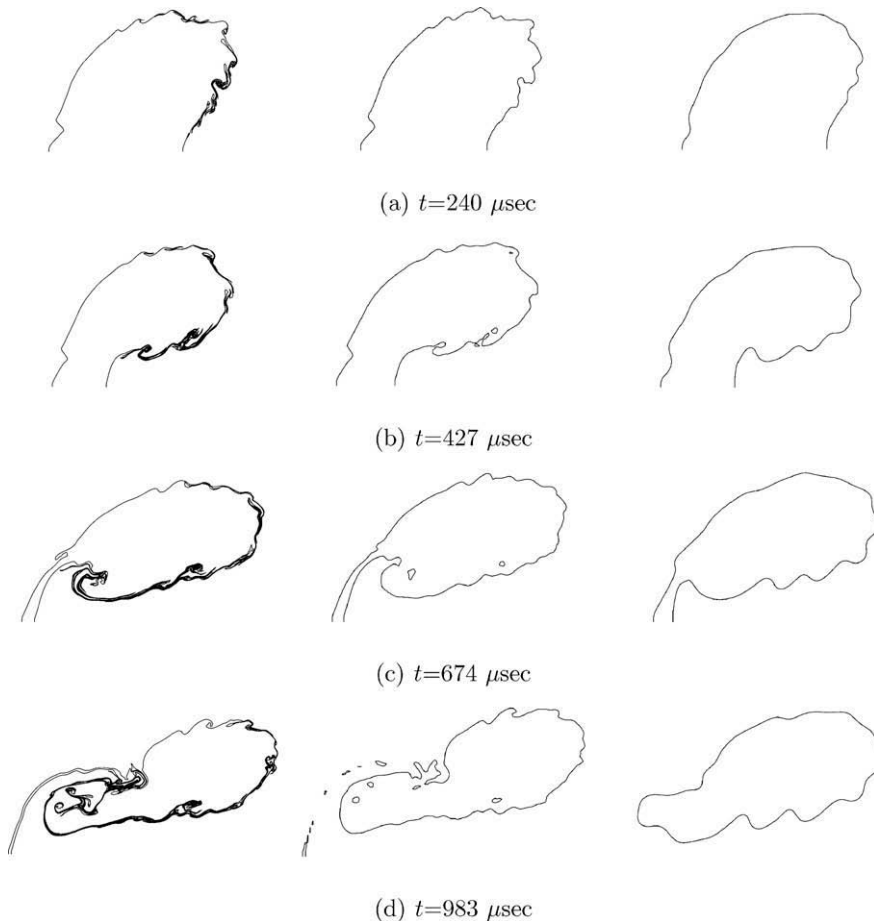 (a) t=240 μsec
(b) t=427 μsec
(c) t=674 μsec
(d) t=983 μsec